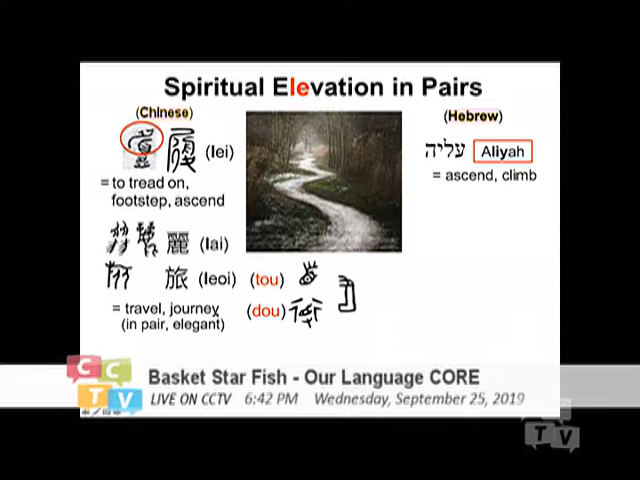 Spiritual Elevation in Pairs
(Chinese)
(lei)
= to tread on,
footstep, ascend
麗 (lai)
旅 (leoi) (tou)
= travel, journey (dou)
(in pair, elegant)
(Hebrew)
עליה Aliyah
= ascend, climb
Basket Star Fish - Our Language CORE
LIVE ON CCTV 6:42 PM Wednesday, September 25, 2019
CCTV
TV